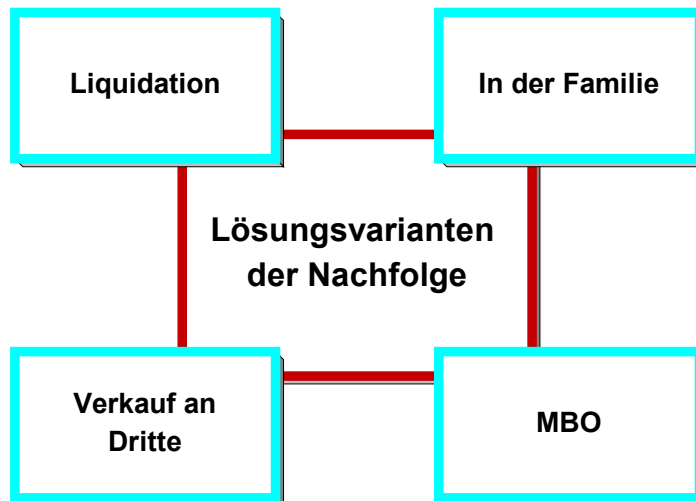 Liquidation
In der Familie
Lösungsvarianten
der Nachfolge
Verkauf an
Dritte
MBO